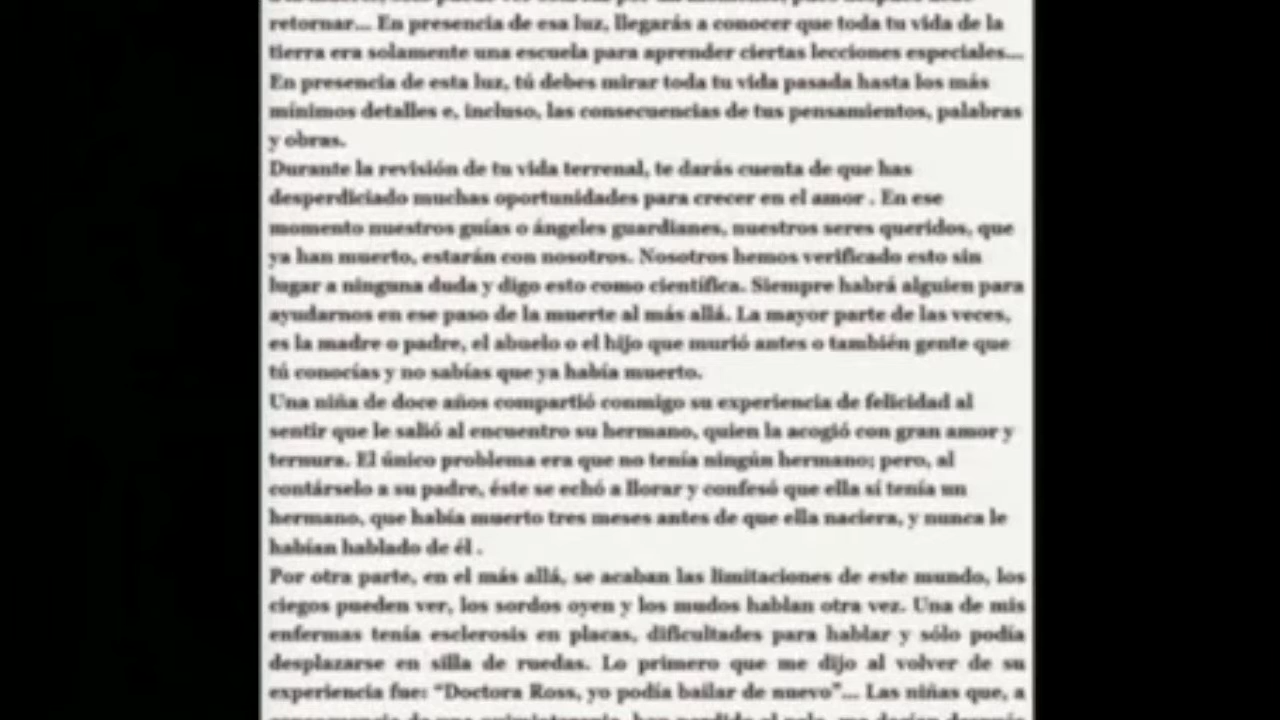 retornar... En presencia de esa luz, llegarás a conocer que toda tu vida de la
tierra era solamente una escuela para aprender ciertas lecciones especiales...
En presencia de esta luz, tú debes mirar toda tu vida pasada hasta los más
mínimos detalles e, incluso, las consecuencias de tus pensamientos, palabras
y obras.
Durante la revisión de tu vida terrenal, te darás cuenta de que has
desperdiciado muchas oportunidades para crecer en el amor . En ese
momento nuestros guías o ángeles guardianes, nuestros seres queridos, que
ya han muerto, estarán con nosotros. Nosotros hemos verificado esto sin
lugar a ninguna duda y digo esto como científica. Siempre habrá alguien para
ayudarnos en ese paso de la muerte al más allá. La mayor parte de las veces,
es la madre o padre, el abuelo o el hijo que murió antes o también gente que
tú conocías y no sabías que ya había muerto.
Una niña de doce años compartió conmigo su experiencia de felicidad al
sentir que le salió al encuentro su hermano, quien la acogió con gran amor y
ternura. El único problema era que no tenía ningún hermano; pero, al
contárselo a su padre, éste se echó a llorar y confesó que ella sí tenía un
hermano, que había muerto tres meses antes de que ella naciera, y nunca le
habían hablado de él .
Por otra parte, en el más allá, se acaban las limitaciones de este mundo, los
ciegos pueden ver, los sordos oyen y los mudos hablan otra vez. Una de mis
enfermas tenía esclerosis en placas, dificultades para hablar y sólo podía
desplazarse en silla de ruedas. Lo primero que me dijo al volver de su
experiencia fue: "Doctora Ross, yo podía bailar de nuevo"... Las niñas que, a